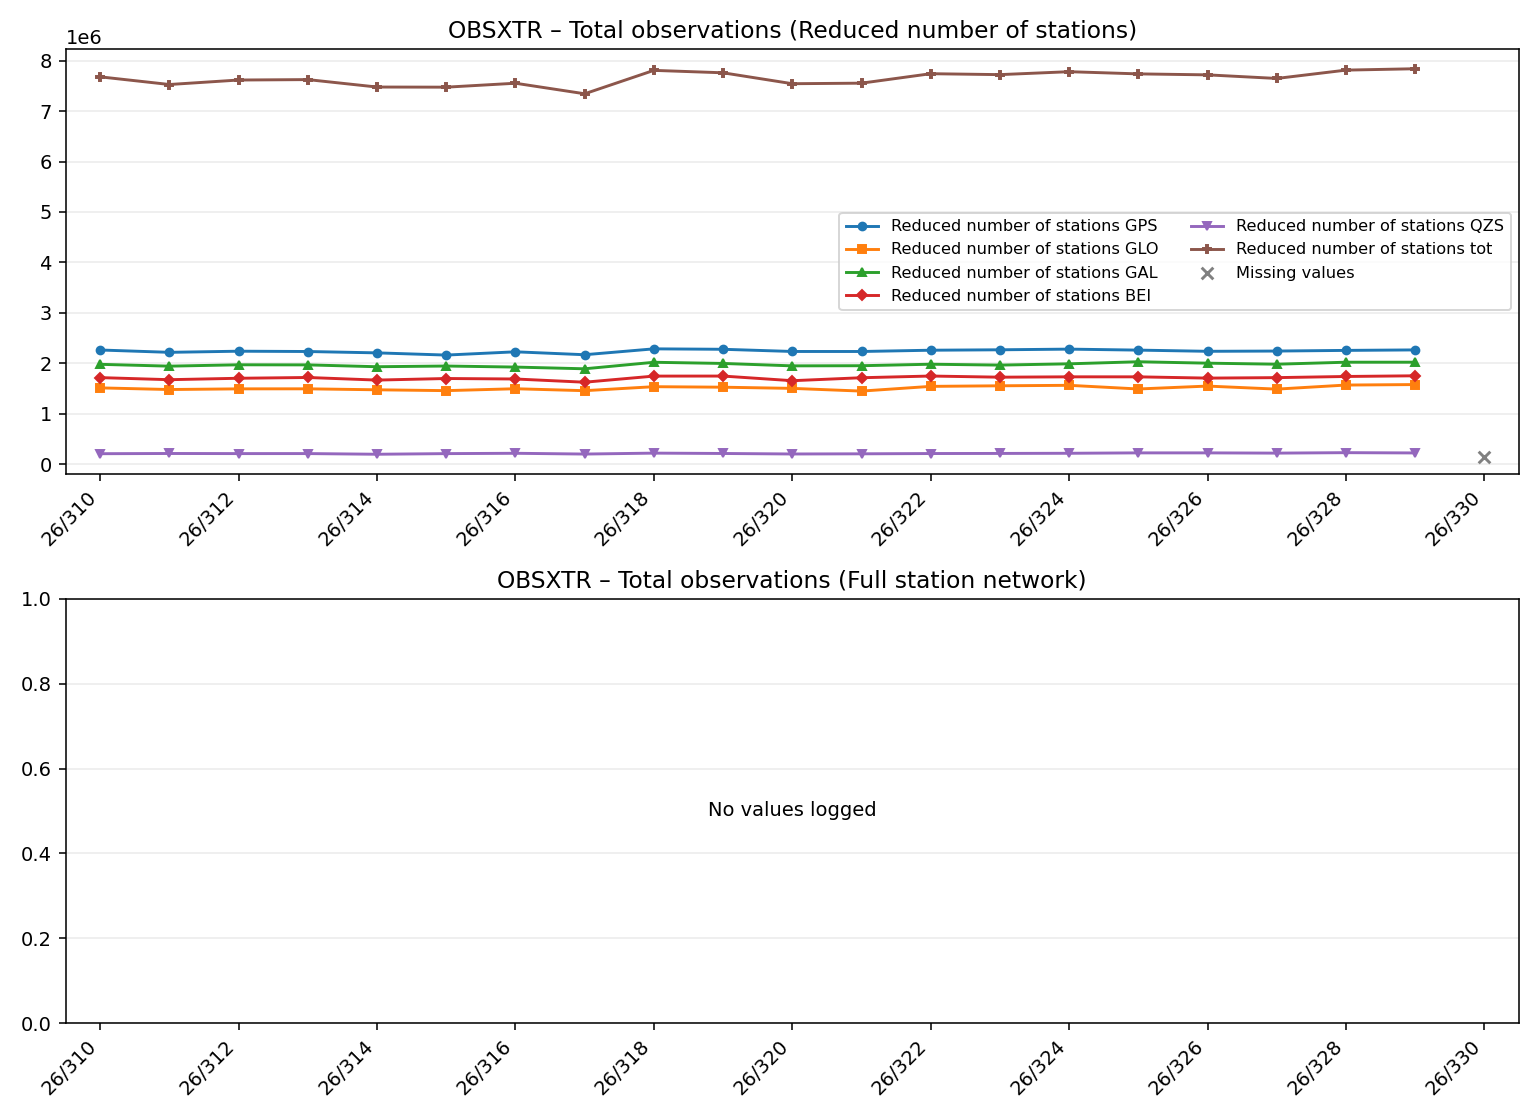 OBSXTR – Total observations (Reduced number of stations)
1e6
8
7
6
5
4
3
2
1
0
Reduced number of stations GPS
Reduced number of stations GLO
Reduced number of stations GAL
Reduced number of stations BEI
Reduced number of stations QZS
Reduced number of stations tot
Missing values
26/310 26/312 26/314 26/316 26/318 26/320 26/322 26/324 26/326 26/328 26/330
OBSXTR – Total observations (Full station network)
1.0
0.8
0.6
No values logged
0.4
0.2
0.0
26/310 26/312 26/314 26/316 26/318 26/320 26/322 26/324 26/326 26/328 26/330